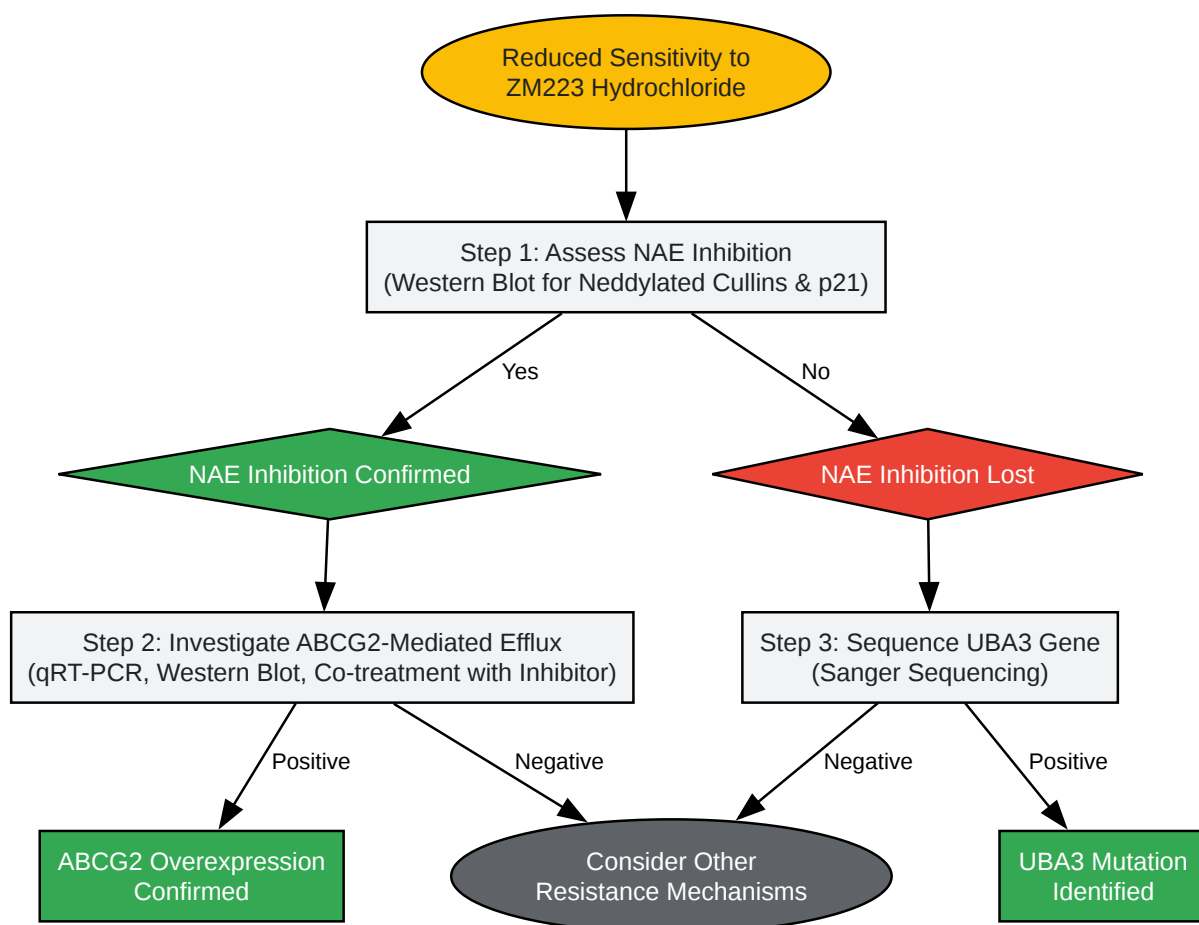 Reduced Sensitivity to
ZM223 Hydrochloride
Step 1: Assess NAE Inhibition
(Western Blot for Neddylated Cullins & p21)
Yes
No
NAE Inhibition Confirmed
NAE Inhibition Lost
Step 2: Investigate ABCG2-Mediated Efflux
(qRT-PCR, Western Blot, Co-treatment with Inhibitor)
Step 3: Sequence UBA3 Gene
(Sanger Sequencing)
Positive
Negative
Negative
Positive
ABCG2 Overexpression
Confirmed
Consider Other
Resistance Mechanisms
UBA3 Mutation
Identified